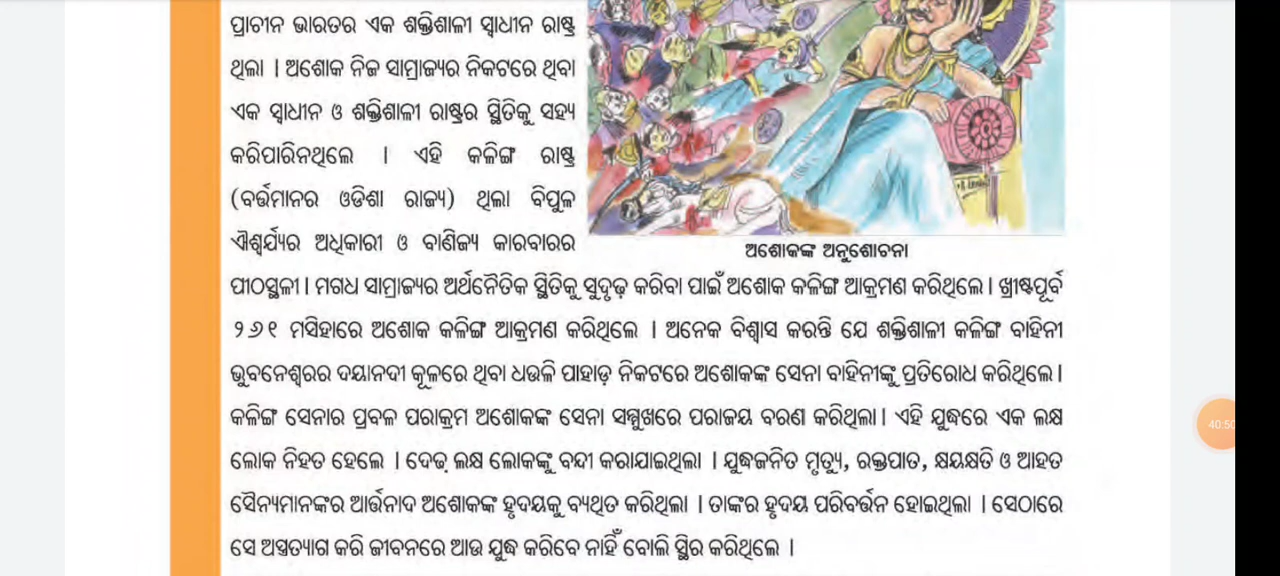 ପ୍ରାଚୀନ ଭାରତର ଏକ ଶକ୍ତିଶାଳୀ ସ୍ୱାଧୀନ ରାଷ୍ଟ୍ର
ଥିଲା । ଅଶୋକ ନିଜ ସାମ୍ରାଜ୍ୟର ନିକଟରେ ଥିବା
ଏକ ସ୍ୱାଧୀନ ଓ ଶକ୍ତିଶାଳୀ ରାଷ୍ଟ୍ରର ସ୍ଥିତିକୁ ସହ୍ୟ
କରିପାରିନଥିଲେ । ଏହି କଳିଙ୍ଗ ରାଷ୍ଟ୍ର
(ବର୍ତ୍ତମାନର ଓଡିଶା ରାଜ୍ୟ) ଥିଲା ବିପୁଳ
ଐଶ୍ୱର୍ଯ୍ୟର ଅଧିକାରୀ ଓ ବାଣିଜ୍ୟ କାରବାରର
ଅଶୋକଙ୍କ ଅନୁଶୋଚନା
ପୀଠସ୍ଥଳୀ । ମଗଧ ସାମ୍ରାଜ୍ୟର ଅର୍ଥନୈତିକ ସ୍ଥିତିକୁ ସୁଦୃଢ଼ କରିବା ପାଇଁ ଅଶୋକ କଳିଙ୍ଗ ଆକ୍ରମଣ କରିଥିଲେ । ଖ୍ରୀଷ୍ଟପୂର୍ବ
୨୬୧ ମସିହାରେ ଅଶୋକ କଳିଙ୍ଗ ଆକ୍ରମଣ କରିଥିଲେ । ଅନେକ ବିଶ୍ୱାସ କରନ୍ତି ଯେ ଶକ୍ତିଶାଳୀ କଳିଙ୍ଗ ବାହିନୀ
ଭୁବନେଶ୍ୱରର ଦୟାନଦୀ କୂଳରେ ଥିବା ଧଉଳି ପାହାଡ଼ ନିକଟରେ ଅଶୋକଙ୍କ ସେନା ବାହିନୀଙ୍କୁ ପ୍ରତିରୋଧ କରିଥିଲେ ।
କଳିଙ୍ଗ ସେନାର ପ୍ରବଳ ପରାକ୍ରମ ଅଶୋକଙ୍କ ସେନା ସମ୍ମୁଖରେ ପରାଜୟ ବରଣ କରିଥିଲା । ଏହି ଯୁଦ୍ଧରେ ଏକ ଲକ୍ଷ
ଲୋକ ନିହତ ହେଲେ । ଦେଢ଼ ଲକ୍ଷ ଲୋକଙ୍କୁ ବନ୍ଦୀ କରାଯାଇଥିଲା । ଯୁଦ୍ଧଜନିତ ମୃତ୍ୟୁ, ରକ୍ତପାତ, କ୍ଷୟକ୍ଷତି ଓ ଆହତ
ସୈନ୍ୟମାନଙ୍କର ଆର୍ତ୍ତନାଦ ଅଶୋକଙ୍କ ହୃଦୟକୁ ବ୍ୟଥିତ କରିଥିଲା । ତାଙ୍କର ହୃଦୟ ପରିବର୍ତ୍ତନ ହୋଇଥିଲା । ସେଠାରେ
ସେ ଅସ୍ତ୍ରତ୍ୟାଗ କରି ଜୀବନରେ ଆଉ ଯୁଦ୍ଧ କରିବେ ନାହିଁ ବୋଲି ସ୍ଥିର କରିଥିଲେ ।
40:50